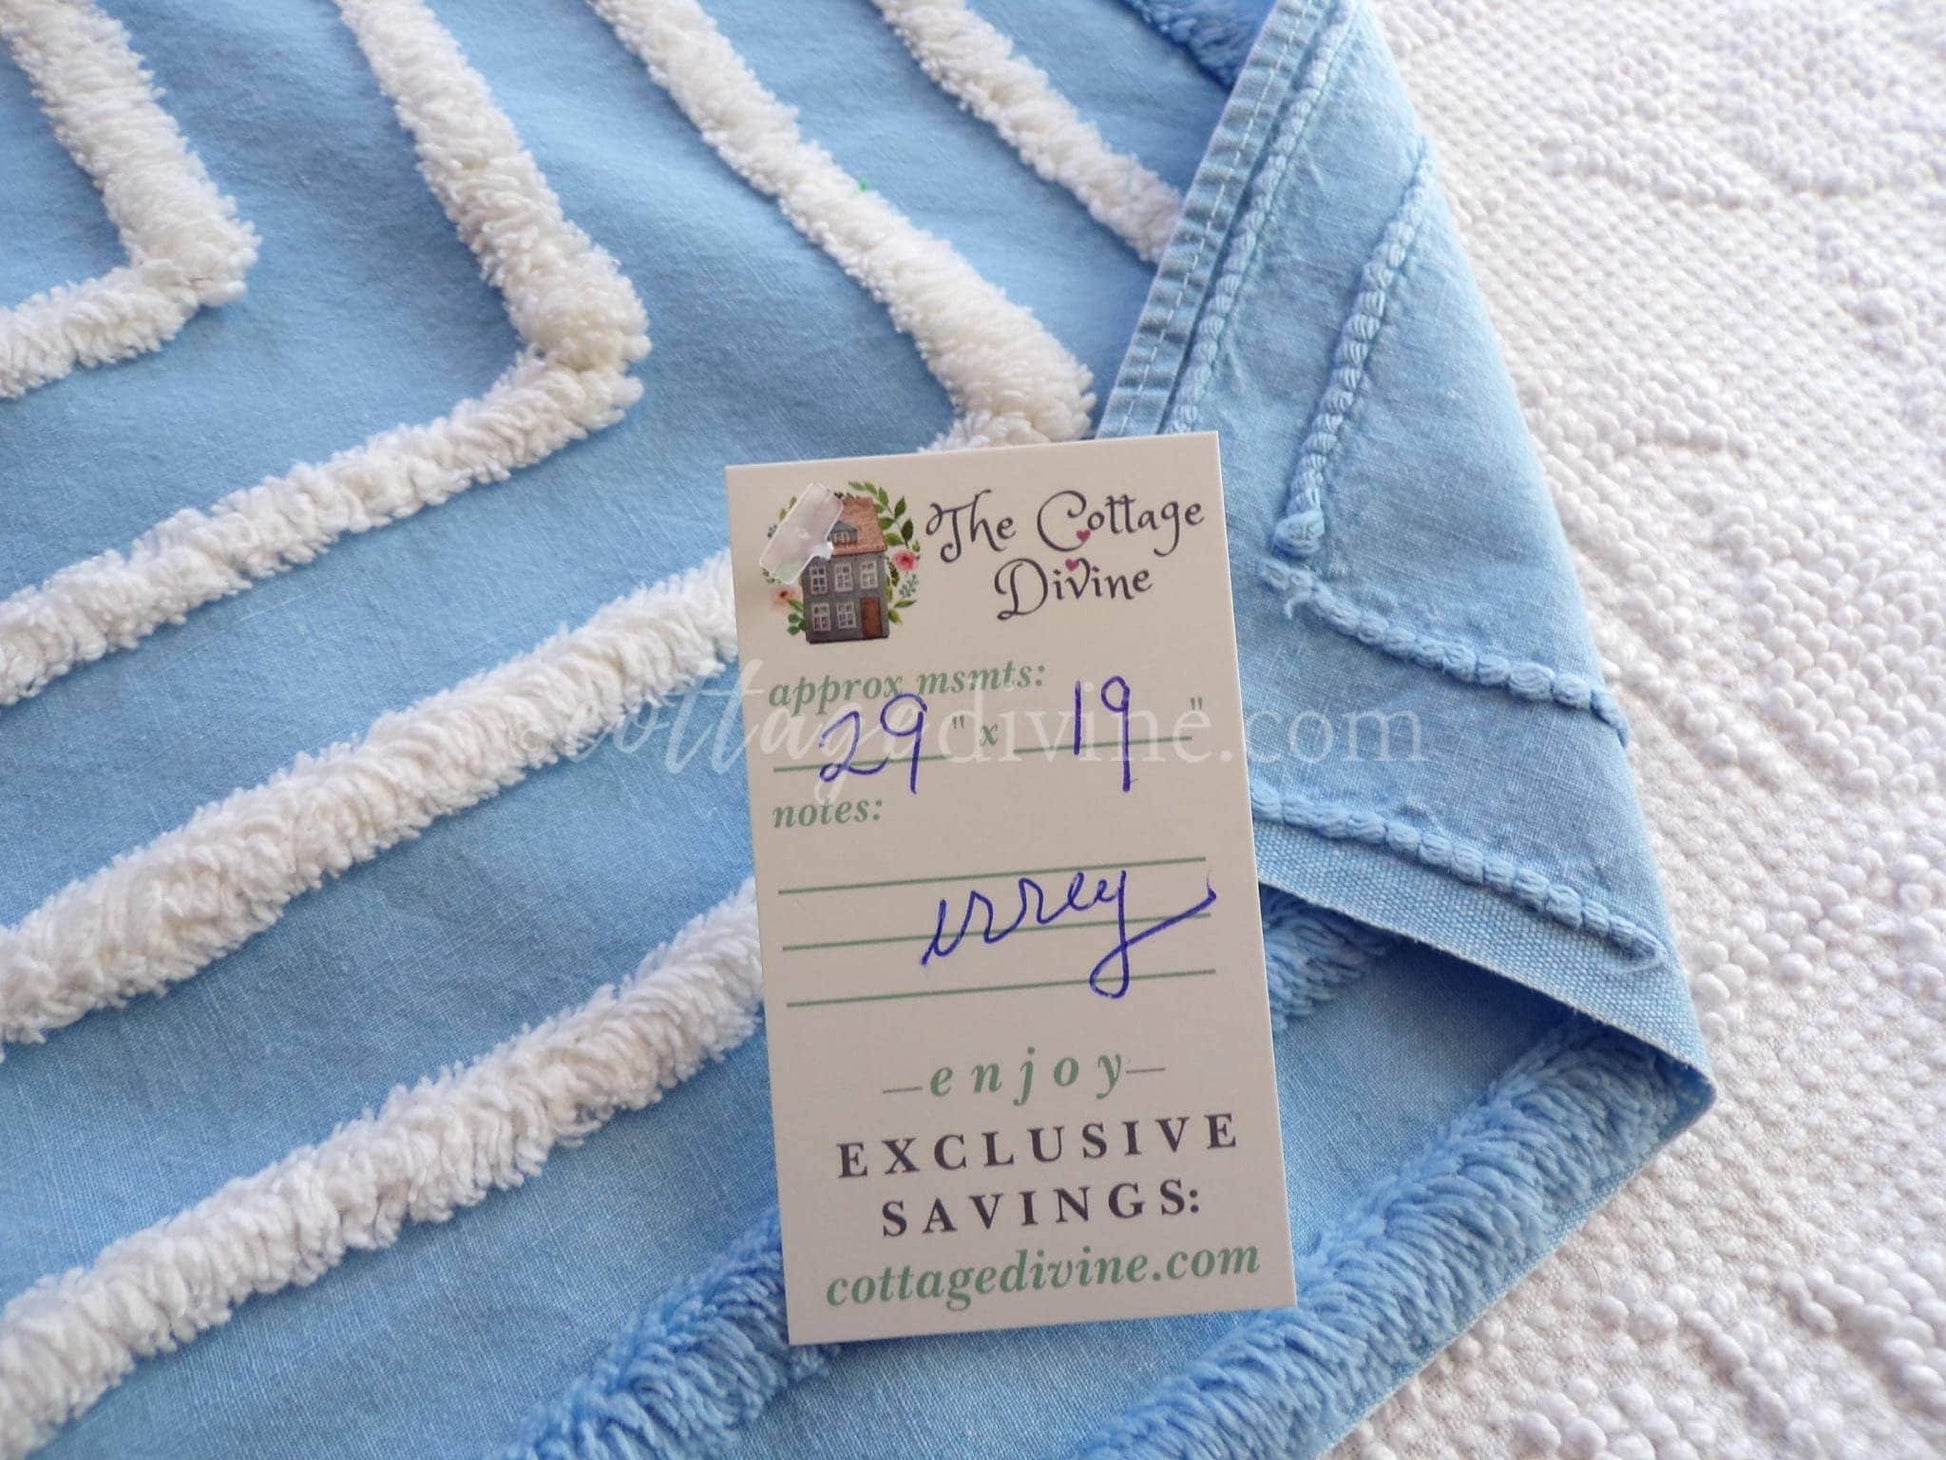 The Cottage
Divine
approx msmts:
29 " x 19 "
notes:
irreg
—enjoy—
EXCLUSIVE
SAVINGS:
cottagedivine.com
cottagedivine.com